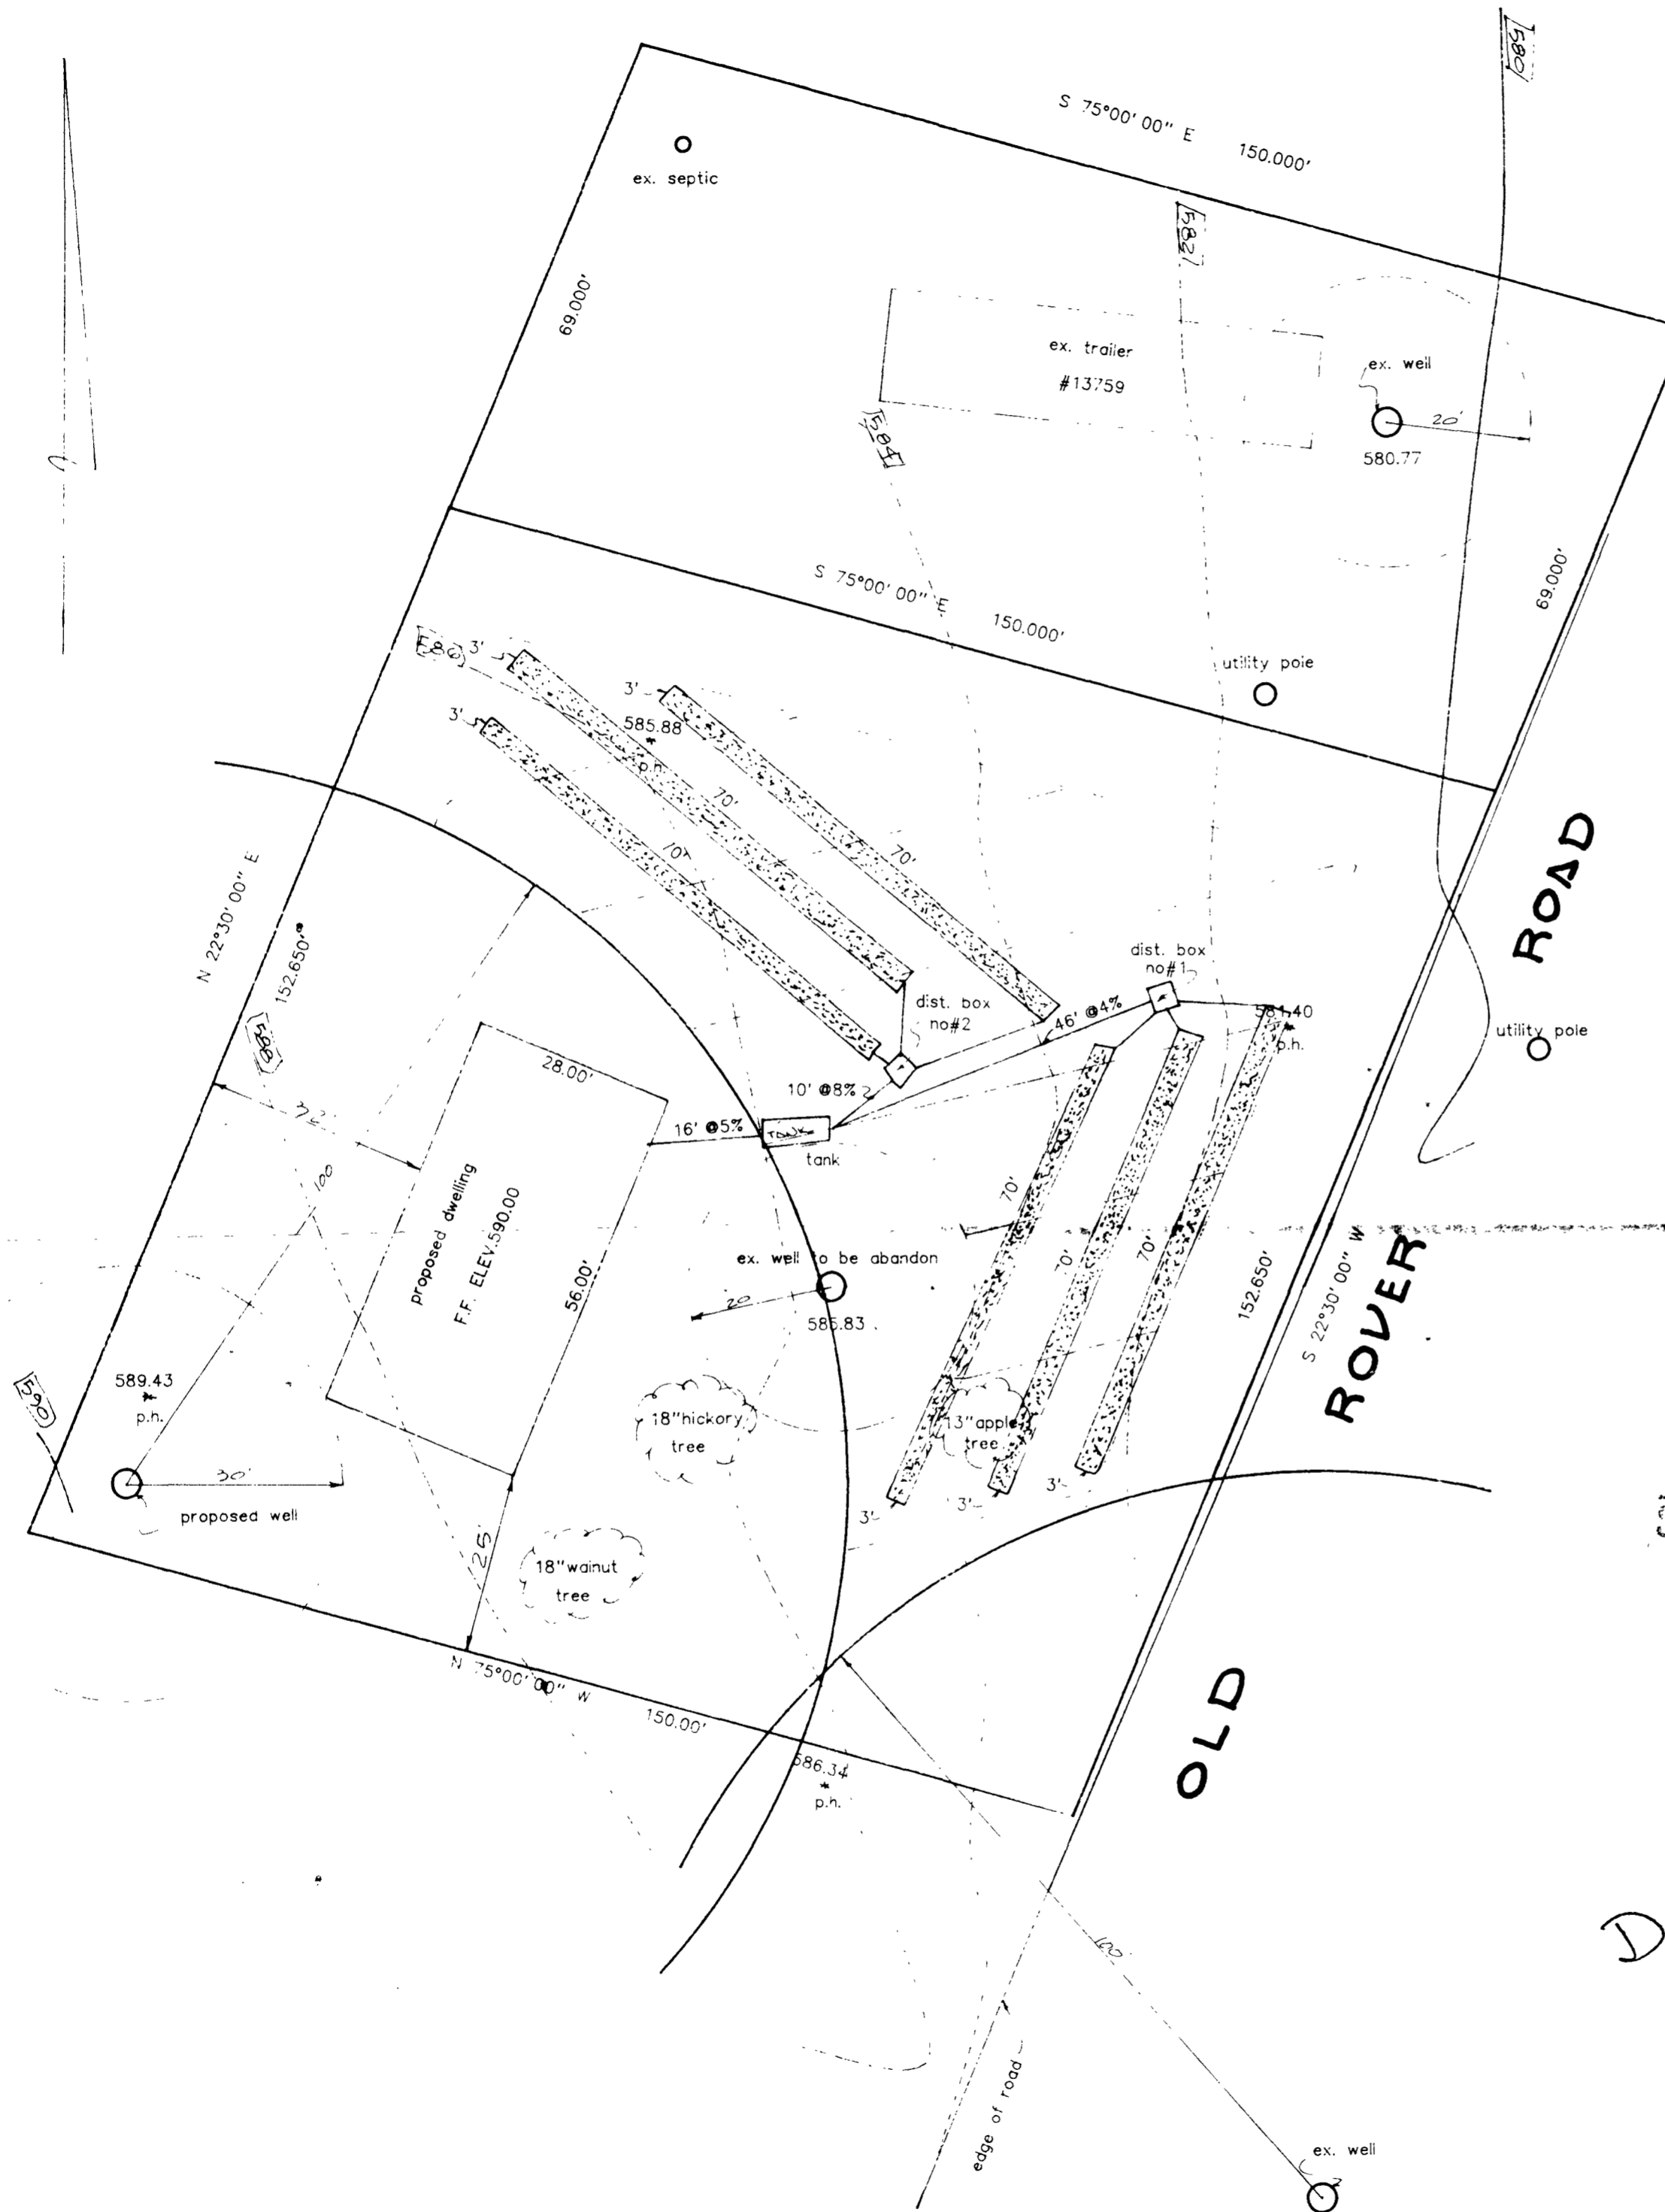 580
S 75°00'00" E 150.000'
ex. septic
582
69.000'
ex. trailer
#13759
ex. well
20'
580.77
584
69.000'
S 75°00'00" E 150.000'
utility pole
586
3'
3'
3'
585.88
p.h.
70'
70'
70'
N 22°30'00" E
152.650'
588
ROAD
dist. box
no#1
dist. box
no#2
46' @4%
581.40
p.h.
utility pole
28.00'
10' @8%
16' @5%
TANK
tank
32'
100
proposed dwelling
F.F. ELEV.590.00
56.00'
70'
70'
70'
ex. well to be abandon
20
585.83
152.650'
S 22°30'00" W
ROVER
589.43
p.h.
590
18"hickory
tree
13"apple
tree
3'
3'
3'
30'
proposed well
25'
18"walnut
tree
N 75°00'00" W
150.00'
586.34
p.h.
OLD
D
100'
edge of road
ex. well